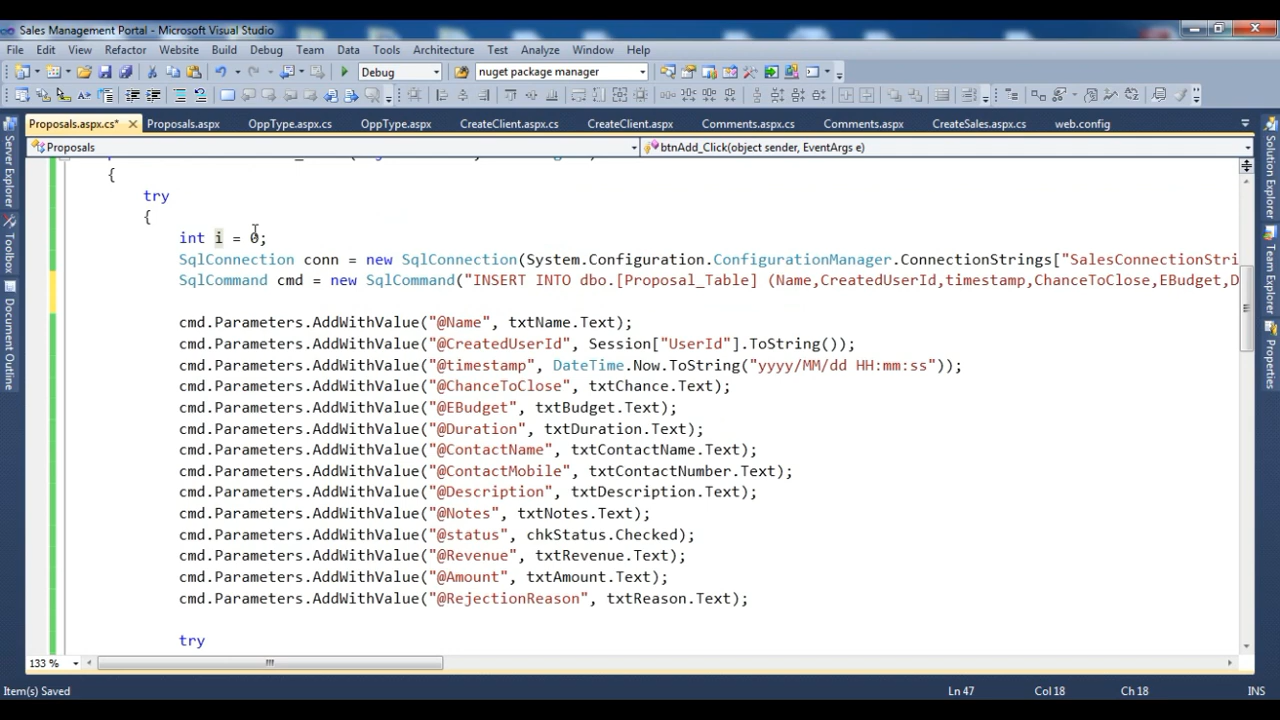 Sales Management Portal - Microsoft Visual Studio
File Edit View Refactor Website Build Debug Team Data Tools Architecture Test Analyze Window Help
Debug nuget package manager
Proposals.aspx.cs* Proposals.aspx OppType.aspx.cs OppType.aspx CreateClient.aspx.cs CreateClient.aspx Comments.aspx.cs Comments.aspx CreateSales.aspx.cs web.config
Proposals btnAdd_Click(object sender, EventArgs e)
{
try
{
int i = 0;
SqlConnection conn = new SqlConnection(System.Configuration.ConfigurationManager.ConnectionStrings["SalesConnectionStri
SqlCommand cmd = new SqlCommand("INSERT INTO dbo.[Proposal_Table] (Name,CreatedUserId,timestamp,ChanceToClose,EBudget,D
cmd.Parameters.AddWithValue("@Name", txtName.Text);
cmd.Parameters.AddWithValue("@CreatedUserId", Session["UserId"].ToString());
cmd.Parameters.AddWithValue("@timestamp", DateTime.Now.ToString("yyyy/MM/dd HH:mm:ss"));
cmd.Parameters.AddWithValue("@ChanceToClose", txtChance.Text);
cmd.Parameters.AddWithValue("@EBudget", txtBudget.Text);
cmd.Parameters.AddWithValue("@Duration", txtDuration.Text);
cmd.Parameters.AddWithValue("@ContactName", txtContactName.Text);
cmd.Parameters.AddWithValue("@ContactMobile", txtContactNumber.Text);
cmd.Parameters.AddWithValue("@Description", txtDescription.Text);
cmd.Parameters.AddWithValue("@Notes", txtNotes.Text);
cmd.Parameters.AddWithValue("@status", chkStatus.Checked);
cmd.Parameters.AddWithValue("@Revenue", txtRevenue.Text);
cmd.Parameters.AddWithValue("@Amount", txtAmount.Text);
cmd.Parameters.AddWithValue("@RejectionReason", txtReason.Text);
try
133 %
Item(s) Saved Ln 47 Col 18 Ch 18 INS
Server Explorer
Toolbox
Document Outline
Solution Explorer
Properties